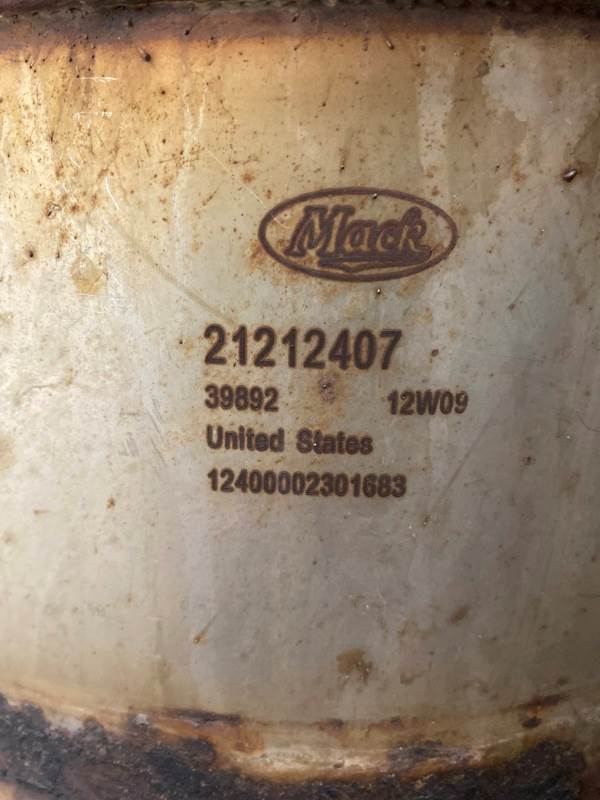 Mack
21212407
39892 12W09
United States
12400002301683